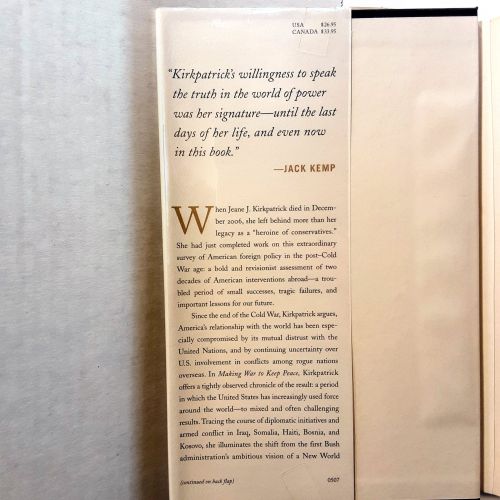 USA $26.95
CANADA $33.95
“Kirkpatrick's willingness to speak
the truth in the world of power
was her signature—until the last
days of her life, and even now
in this book.”
—JACK KEMP
When Jeane J. Kirkpatrick died in Decem-
ber 2006, she left behind more than her
legacy as a “heroine of conservatives.”
She had just completed work on this extraordinary
survey of American foreign policy in the post–Cold
War age: a bold and revisionist assessment of two
decades of American interventions abroad—a trou-
bled period of small successes, tragic failures, and
important lessons for our future.
Since the end of the Cold War, Kirkpatrick argues,
America's relationship with the world has been espe-
cially compromised by its mutual distrust with the
United Nations, and by continuing uncertainty over
U.S. involvement in conflicts among rogue nations
overseas. In Making War to Keep Peace, Kirkpatrick
offers a tightly observed chronicle of the result: a period
in which the United States has increasingly used force
around the world—to mixed and often challenging
results. Tracing the course of diplomatic initiatives and
armed conflict in Iraq, Somalia, Haiti, Bosnia, and
Kosovo, she illuminates the shift from the first Bush
administration's ambitious vision of a New World
(continued on back flap) 0507